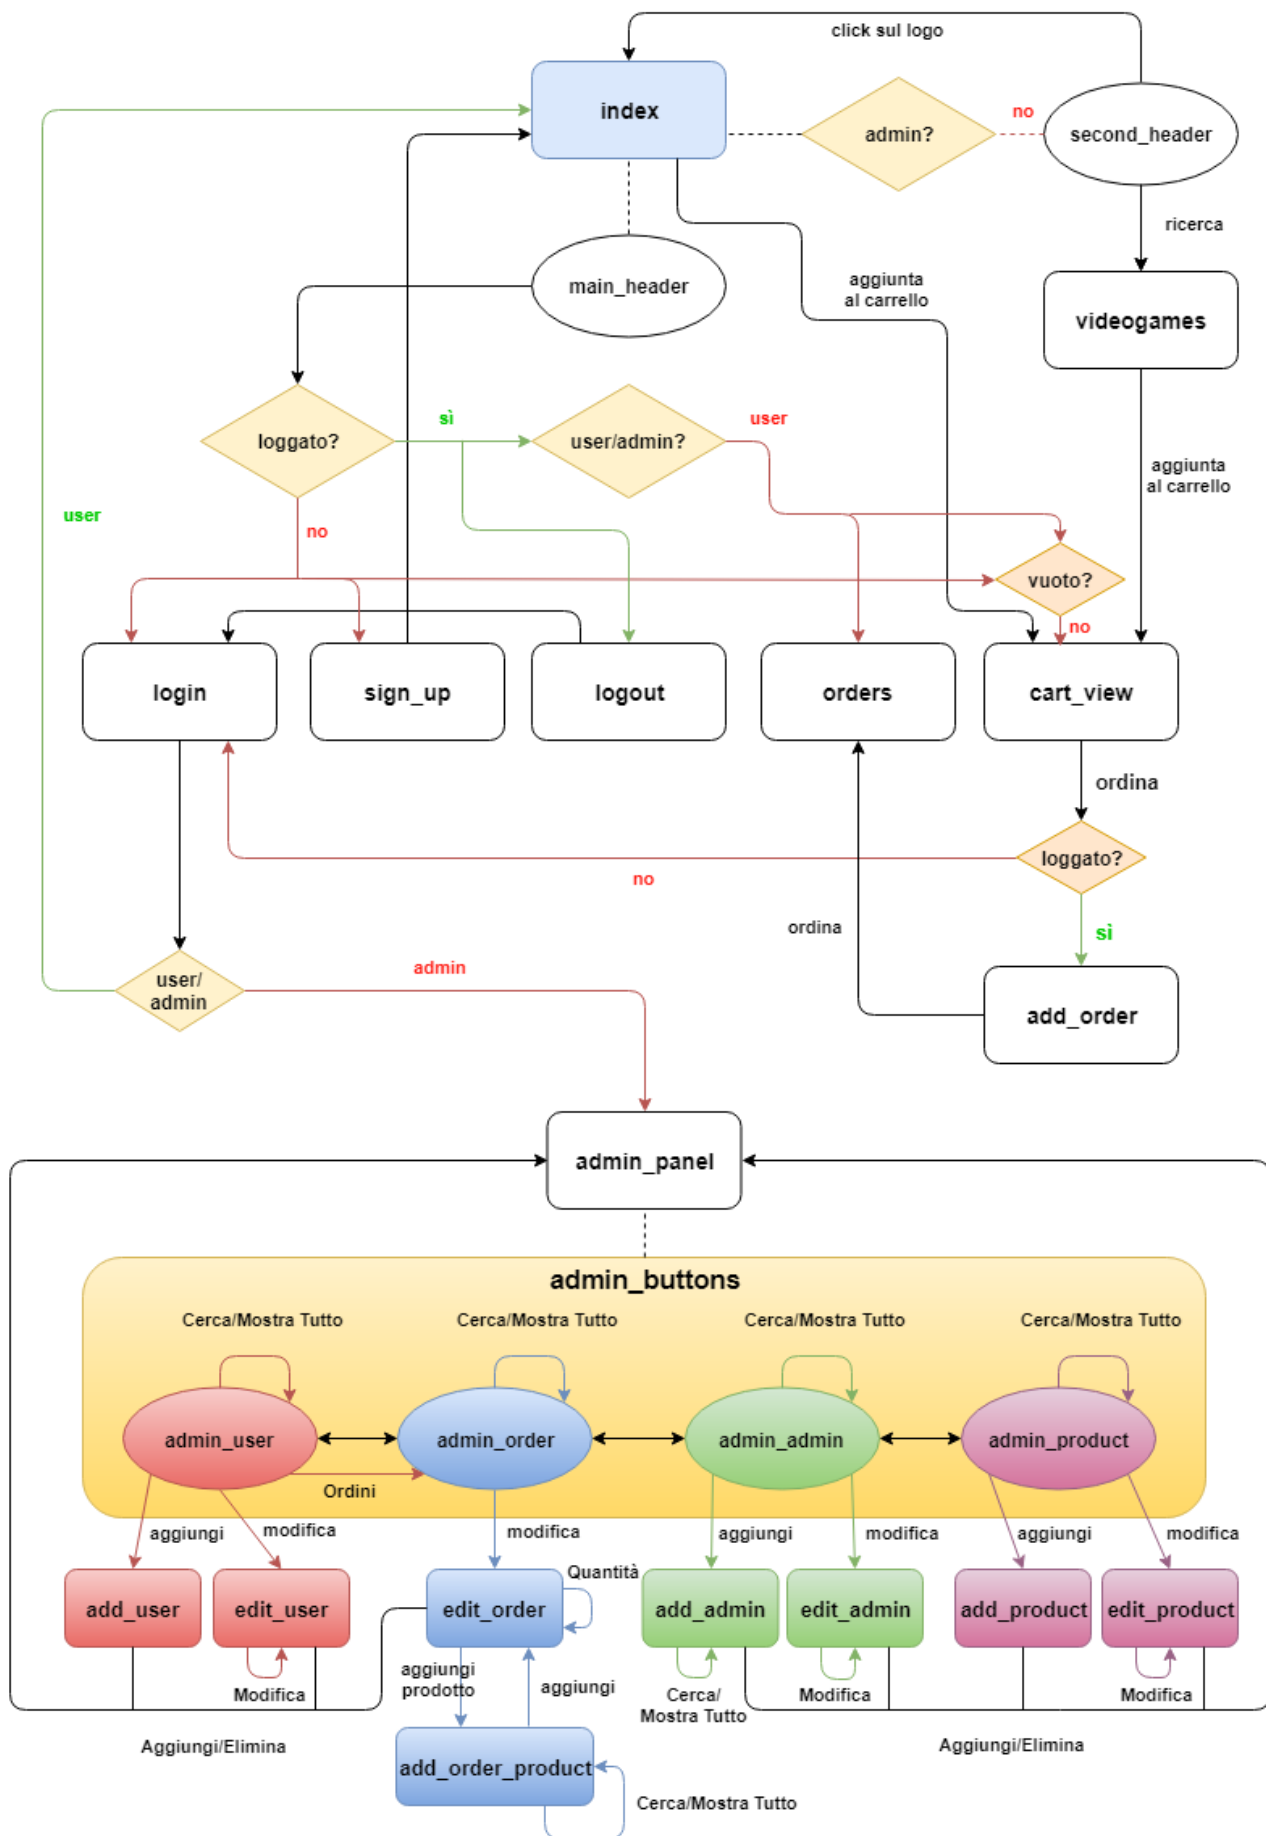 click sul logo
index
admin?
no
second_header
ricerca
main_header
aggiunta
al carrello
videogames
loggato?
sì
user/admin?
user
aggiunta
al carrello
user
no
vuoto?
no
login
sign_up
logout
orders
cart_view
ordina
loggato?
no
ordina
sì
user/
admin
admin
add_order
admin_panel
admin_buttons
Cerca/Mostra Tutto
Cerca/Mostra Tutto
Cerca/Mostra Tutto
Cerca/Mostra Tutto
admin_user
admin_order
admin_admin
admin_product
Ordini
aggiungi
modifica
modifica
aggiungi
modifica
aggiungi
modifica
Quantità
add_user
edit_user
edit_order
add_admin
edit_admin
add_product
edit_product
aggiungi
prodotto
aggiungi
Modifica
Cerca/
Mostra Tutto
Modifica
Modifica
Aggiungi/Elimina
Aggiungi/Elimina
add_order_product
Cerca/Mostra Tutto